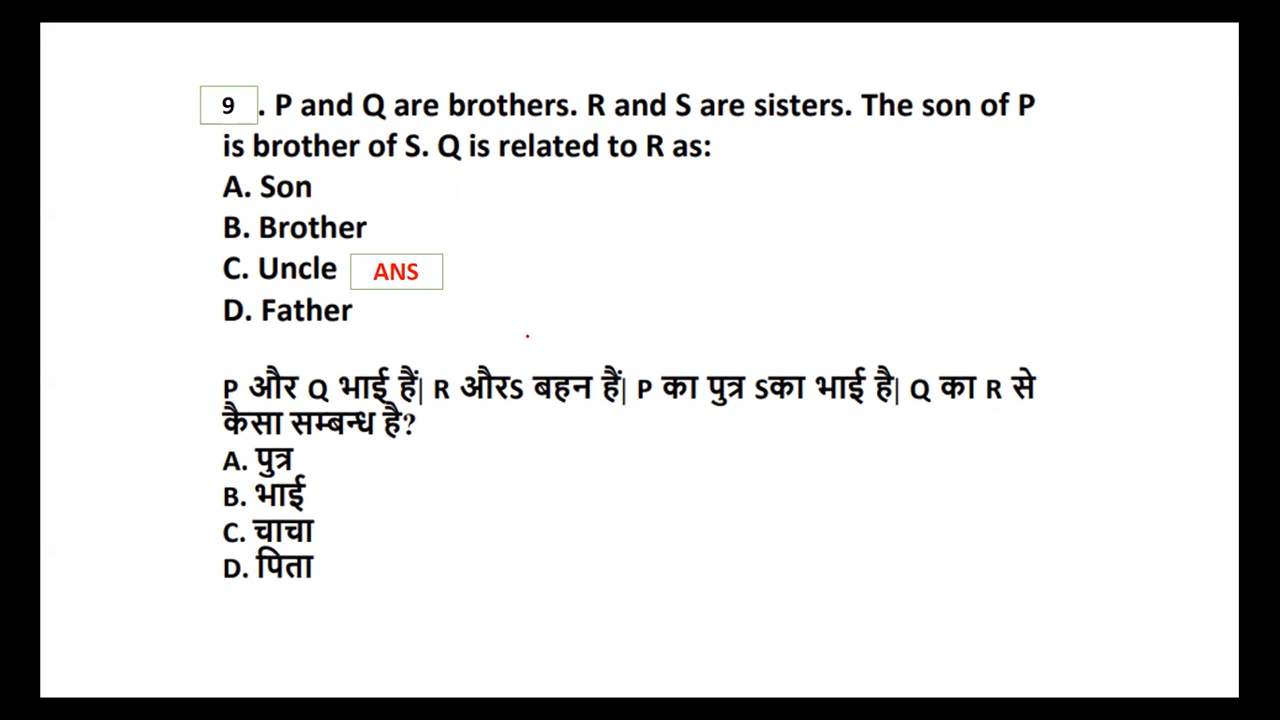 9 . P and Q are brothers. R and S are sisters. The son of P
is brother of S. Q is related to R as:
A. Son
B. Brother
C. Uncle ANS
D. Father
P और Q भाई हैं| R औरS बहन हैं| P का पुत्र Sका भाई है| Q का R से
कैसा सम्बन्ध है?
A. पुत्र
B. भाई
C. चाचा
D. पिता